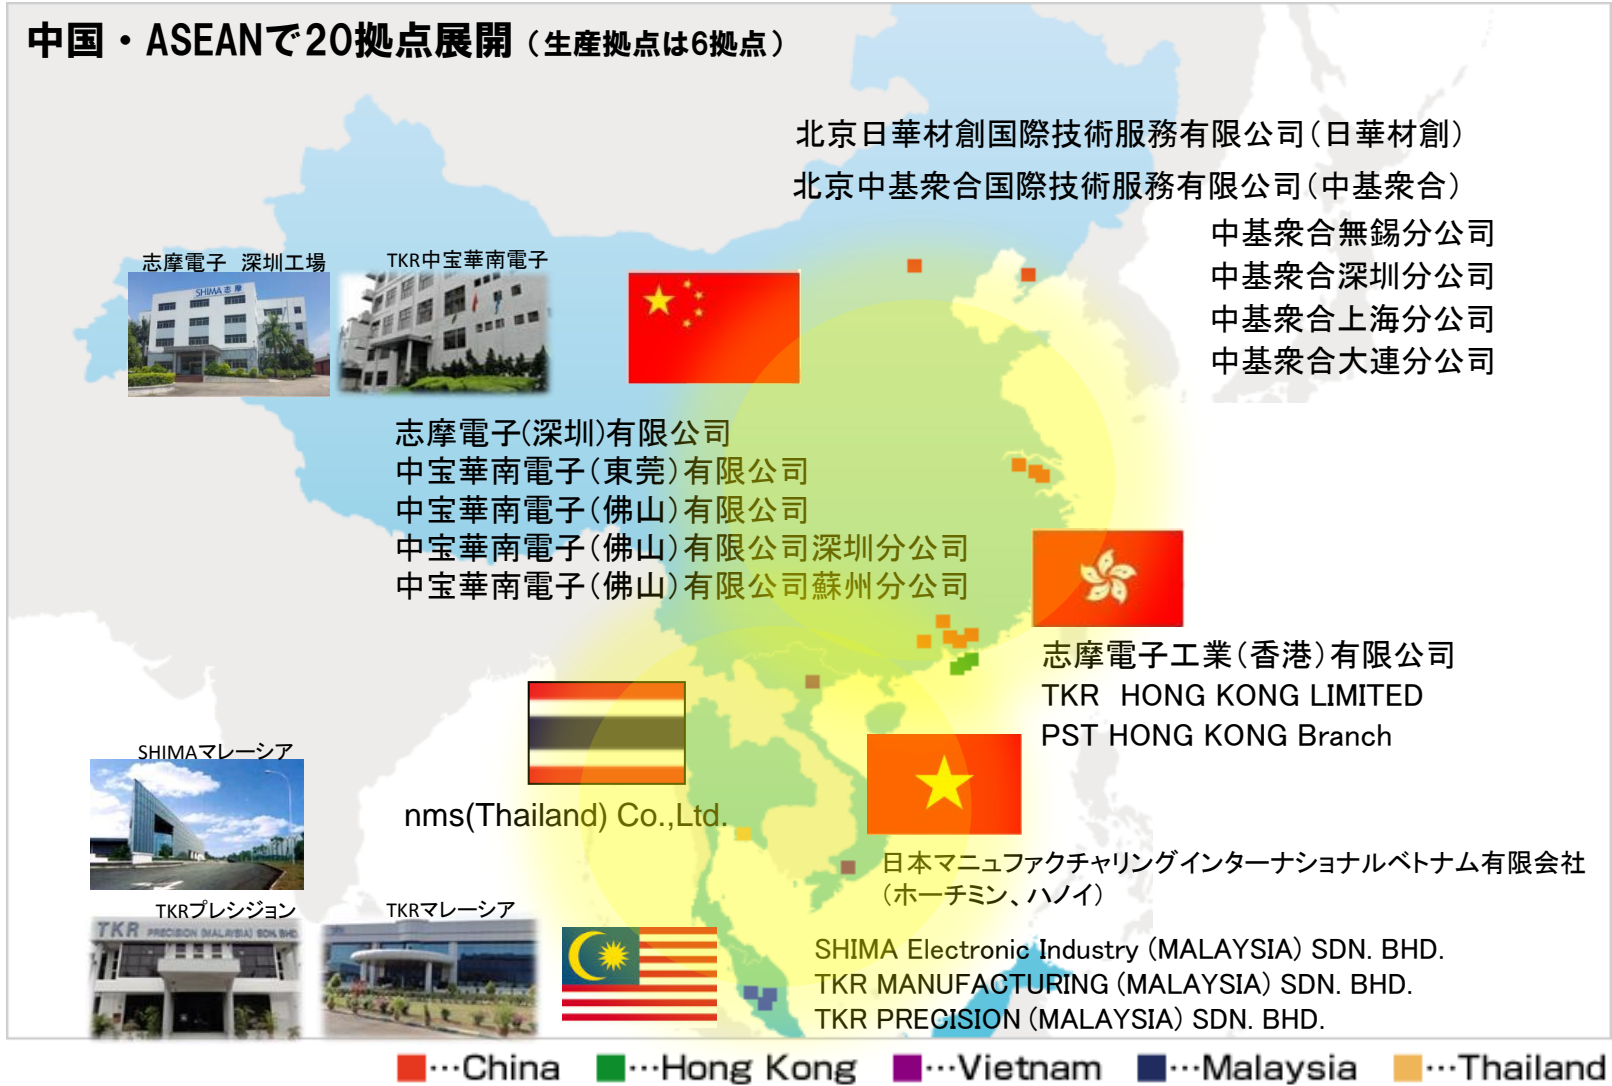 中国・ASEANで20拠点展開（生産拠点は6拠点）
北京日華材創国際技術服務有限公司（日華材創）
北京中基衆合国際技術服務有限公司（中基衆合）
中基衆合無錫分公司
中基衆合深圳分公司
中基衆合上海分公司
中基衆合大連分公司
志摩電子　深圳工場
TKR中宝華南電子
SHIMA 志摩
志摩電子(深圳)有限公司
中宝華南電子（東莞）有限公司
中宝華南電子（佛山）有限公司
中宝華南電子（佛山）有限公司深圳分公司
中宝華南電子（佛山）有限公司蘇州分公司
志摩電子工業（香港）有限公司
TKR　HONG KONG LIMITED
PST HONG KONG Branch
SHIMAマレーシア
nms(Thailand) Co.,Ltd.
日本マニュファクチャリングインターナショナルベトナム有限会社
（ホーチミン、ハノイ）
TKRプレシジョン
TKRマレーシア
TKR PRECISION (MALAYSIA) SDN. BHD.
SHIMA Electronic Industry (MALAYSIA) SDN. BHD.
TKR MANUFACTURING (MALAYSIA) SDN. BHD.
TKR PRECISION (MALAYSIA) SDN. BHD.
…China …Hong Kong …Vietnam …Malaysia …Thailand